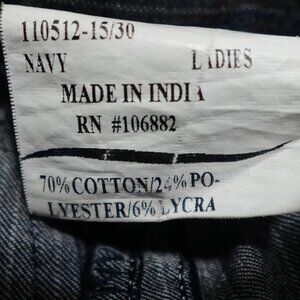 110512-15/30
NAVY LADIES
MADE IN INDIA
RN #106882
70%COTTON/24%PO-
LYESTER/6%LYCRA